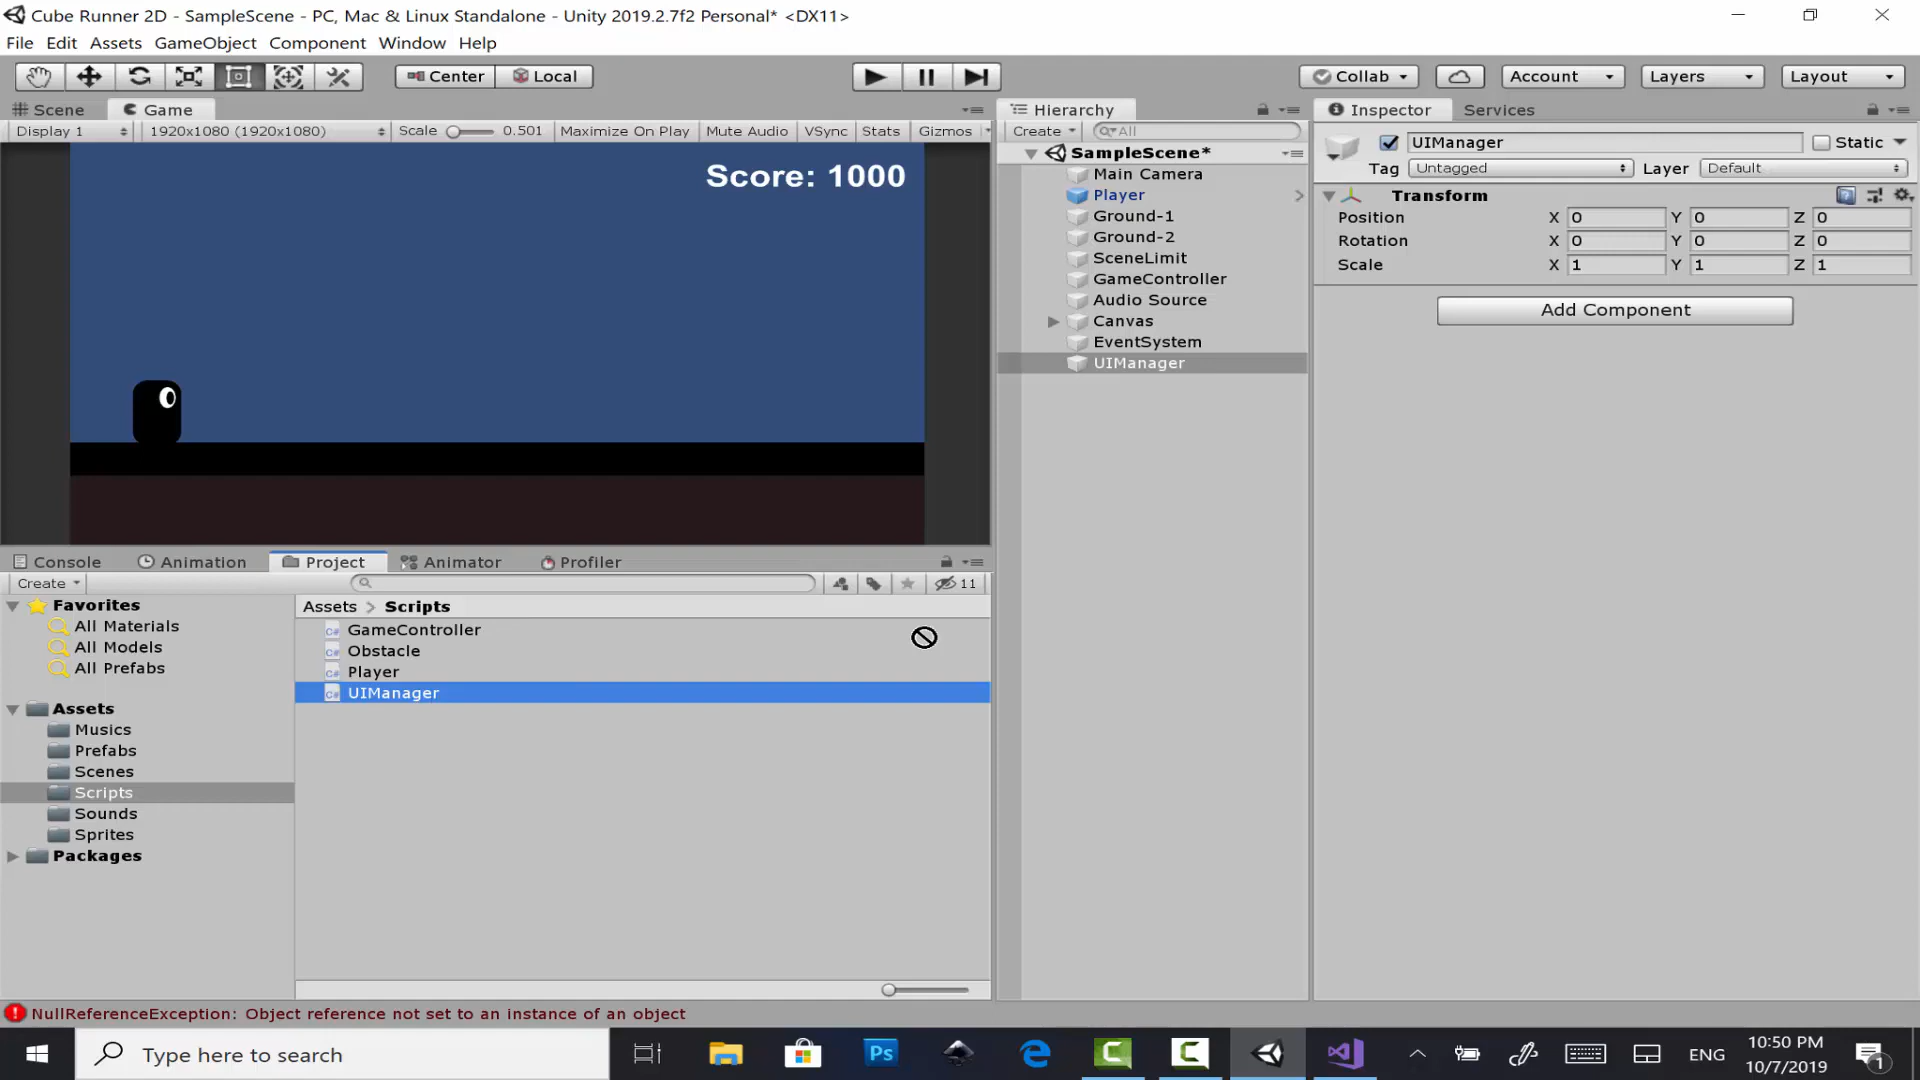 Cube Runner 2D - SampleScene - PC, Mac & Linux Standalone - Unity 2019.2.7f2 Personal* <DX11>
File Edit Assets GameObject Component Window Help
Center Local Collab Account Layers Layout
Scene Game
Display 1 1920x1080 (1920x1080) Scale 0.501 Maximize On Play Mute Audio VSync Stats Gizmos
Score: 1000
Hierarchy
Create All
SampleScene*
Main Camera
Player
Ground-1
Ground-2
SceneLimit
GameController
Audio Source
Canvas
EventSystem
UIManager
Inspector Services
UIManager Static
Tag Untagged Layer Default
Transform
Position X 0 Y 0 Z 0
Rotation X 0 Y 0 Z 0
Scale X 1 Y 1 Z 1
Add Component
Console Animation Project Animator Profiler
Create 11
Favorites
All Materials
All Models
All Prefabs
Assets
Musics
Prefabs
Scenes
Scripts
Sounds
Sprites
Packages
Assets > Scripts
GameController
Obstacle
Player
UIManager
NullReferenceException: Object reference not set to an instance of an object
Type here to search
Ps
ENG
10:50 PM
10/7/2019
1